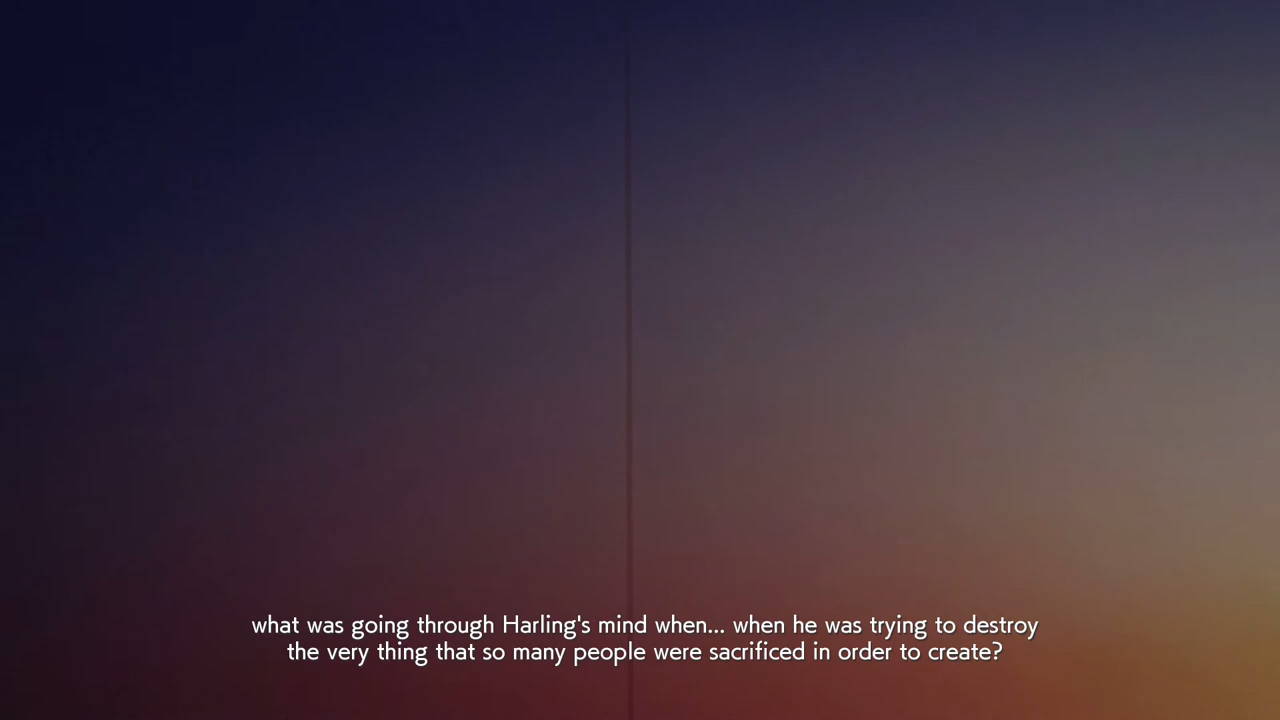 what was going through Harling's mind when... when he was trying to destroy
the very thing that so many people were sacrificed in order to create?